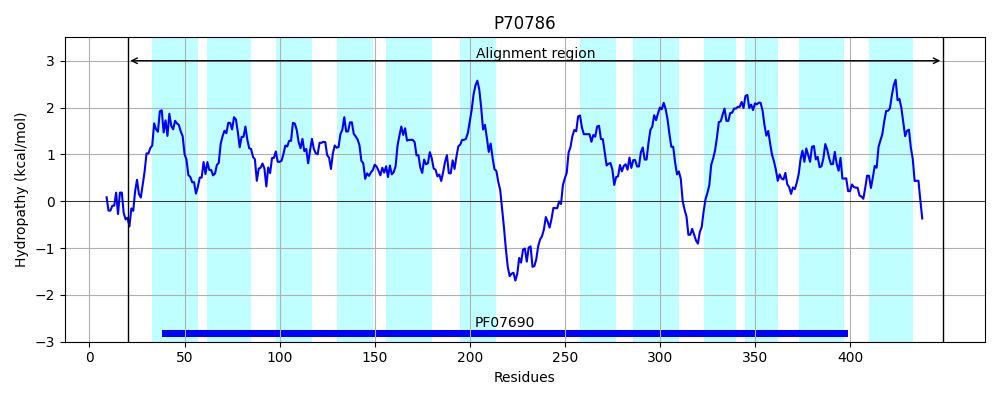 P70786
Alignment region
3
2
1
0
−1
−2
−3
Hydropathy (kcal/mol)
PF07690
0 50 100 150 200 250 300 350 400
Residues